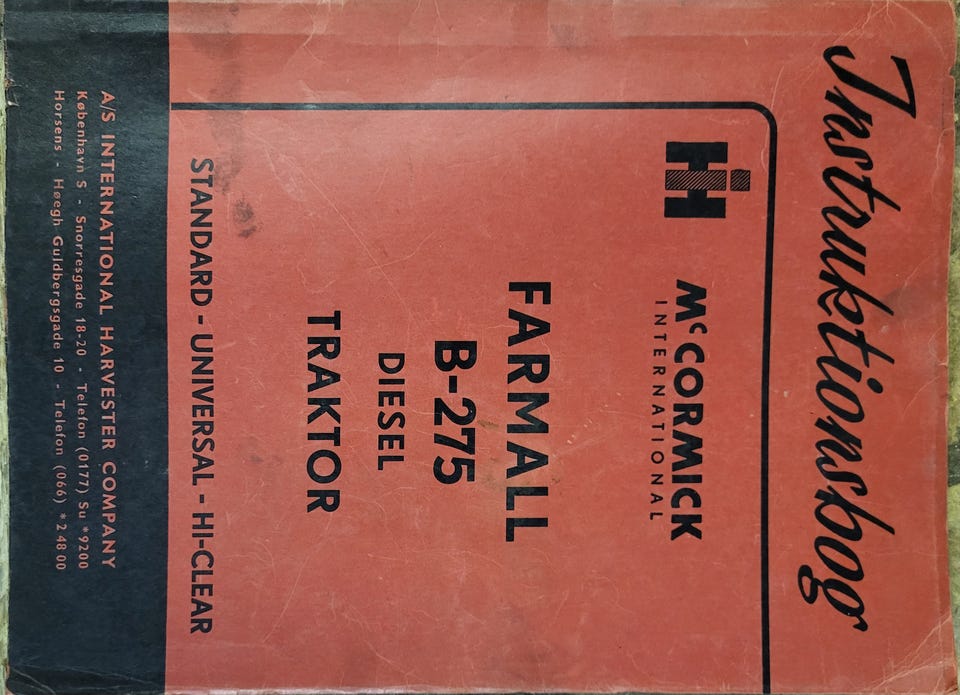 Instruktionsbog
IH
McCORMICK
INTERNATIONAL
FARMALL
B-275
DIESEL
TRAKTOR
STANDARD - UNIVERSAL - HI-CLEAR
A/S INTERNATIONAL HARVESTER COMPANY
København S - Snorresgade 18-20 - Telefon (0177) Su *9200
Horsens - Høegh Guldbergsgade 10 - Telefon (066) *2 48 00